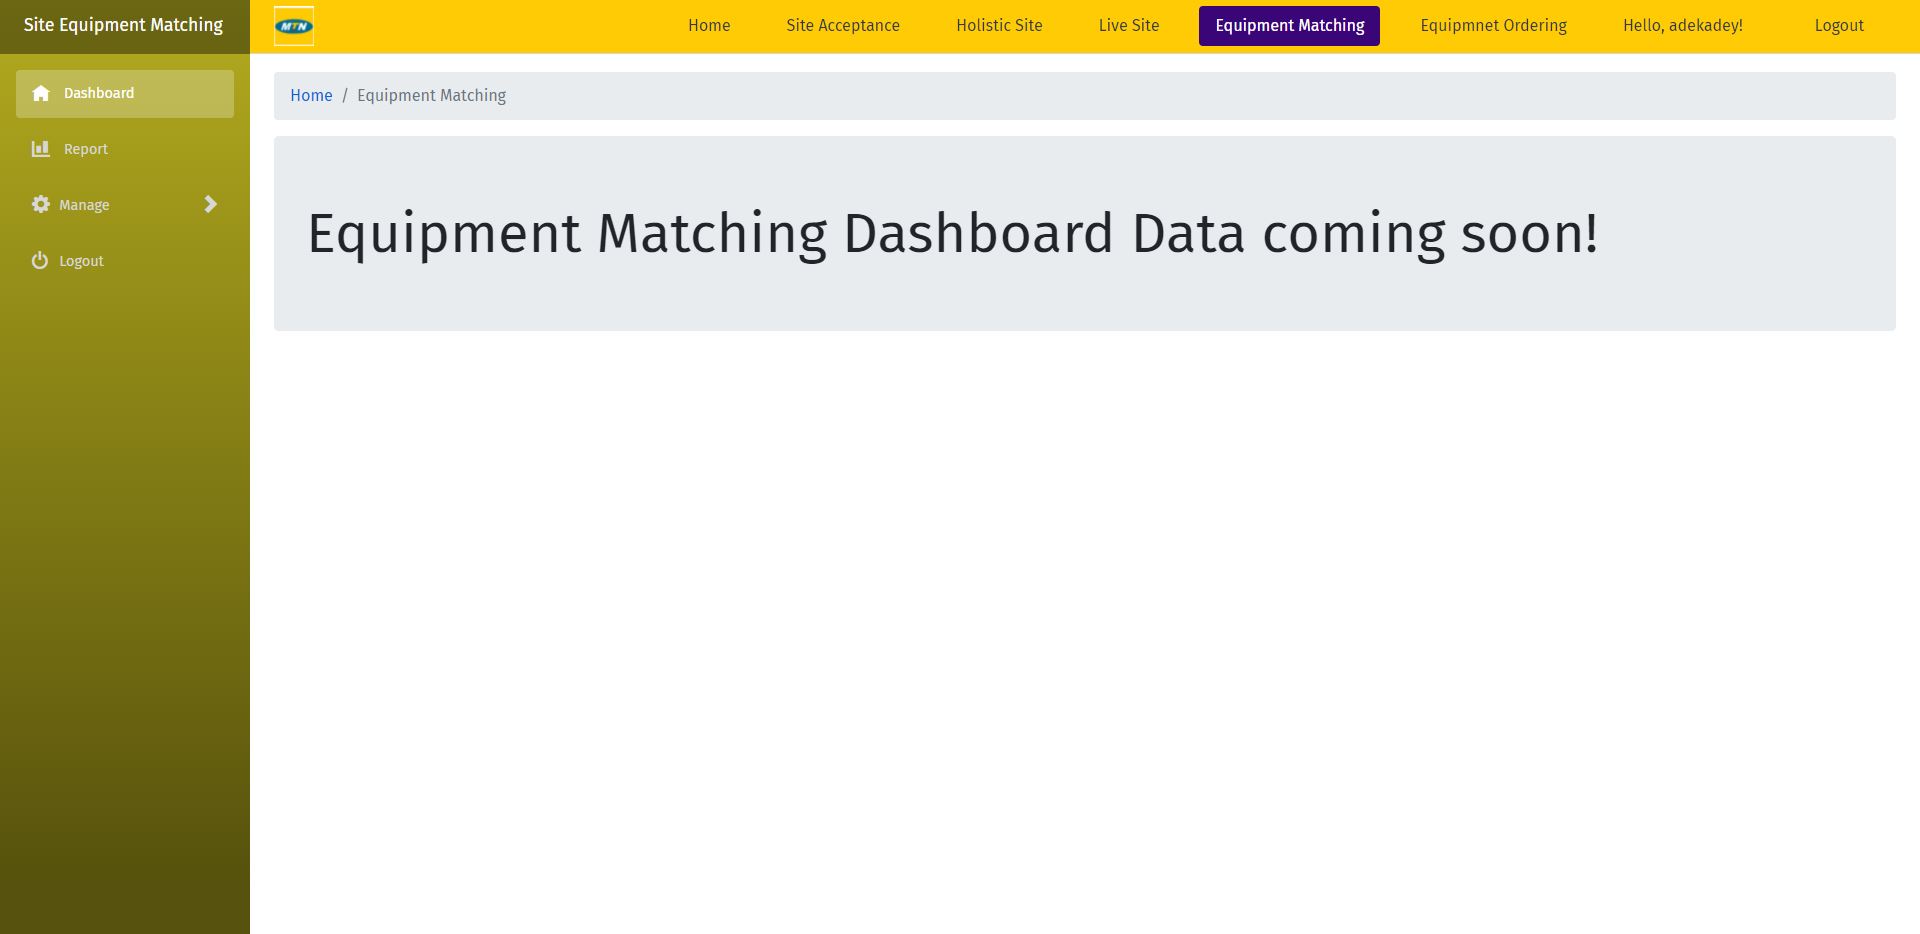 Site Equipment Matching
MTN
Home
Site Acceptance
Holistic Site
Live Site
Equipment Matching
Equipmnet Ordering
Hello, adekadey!
Logout
Dashboard
Report
Manage
Logout
Home / Equipment Matching
Equipment Matching Dashboard Data coming soon!